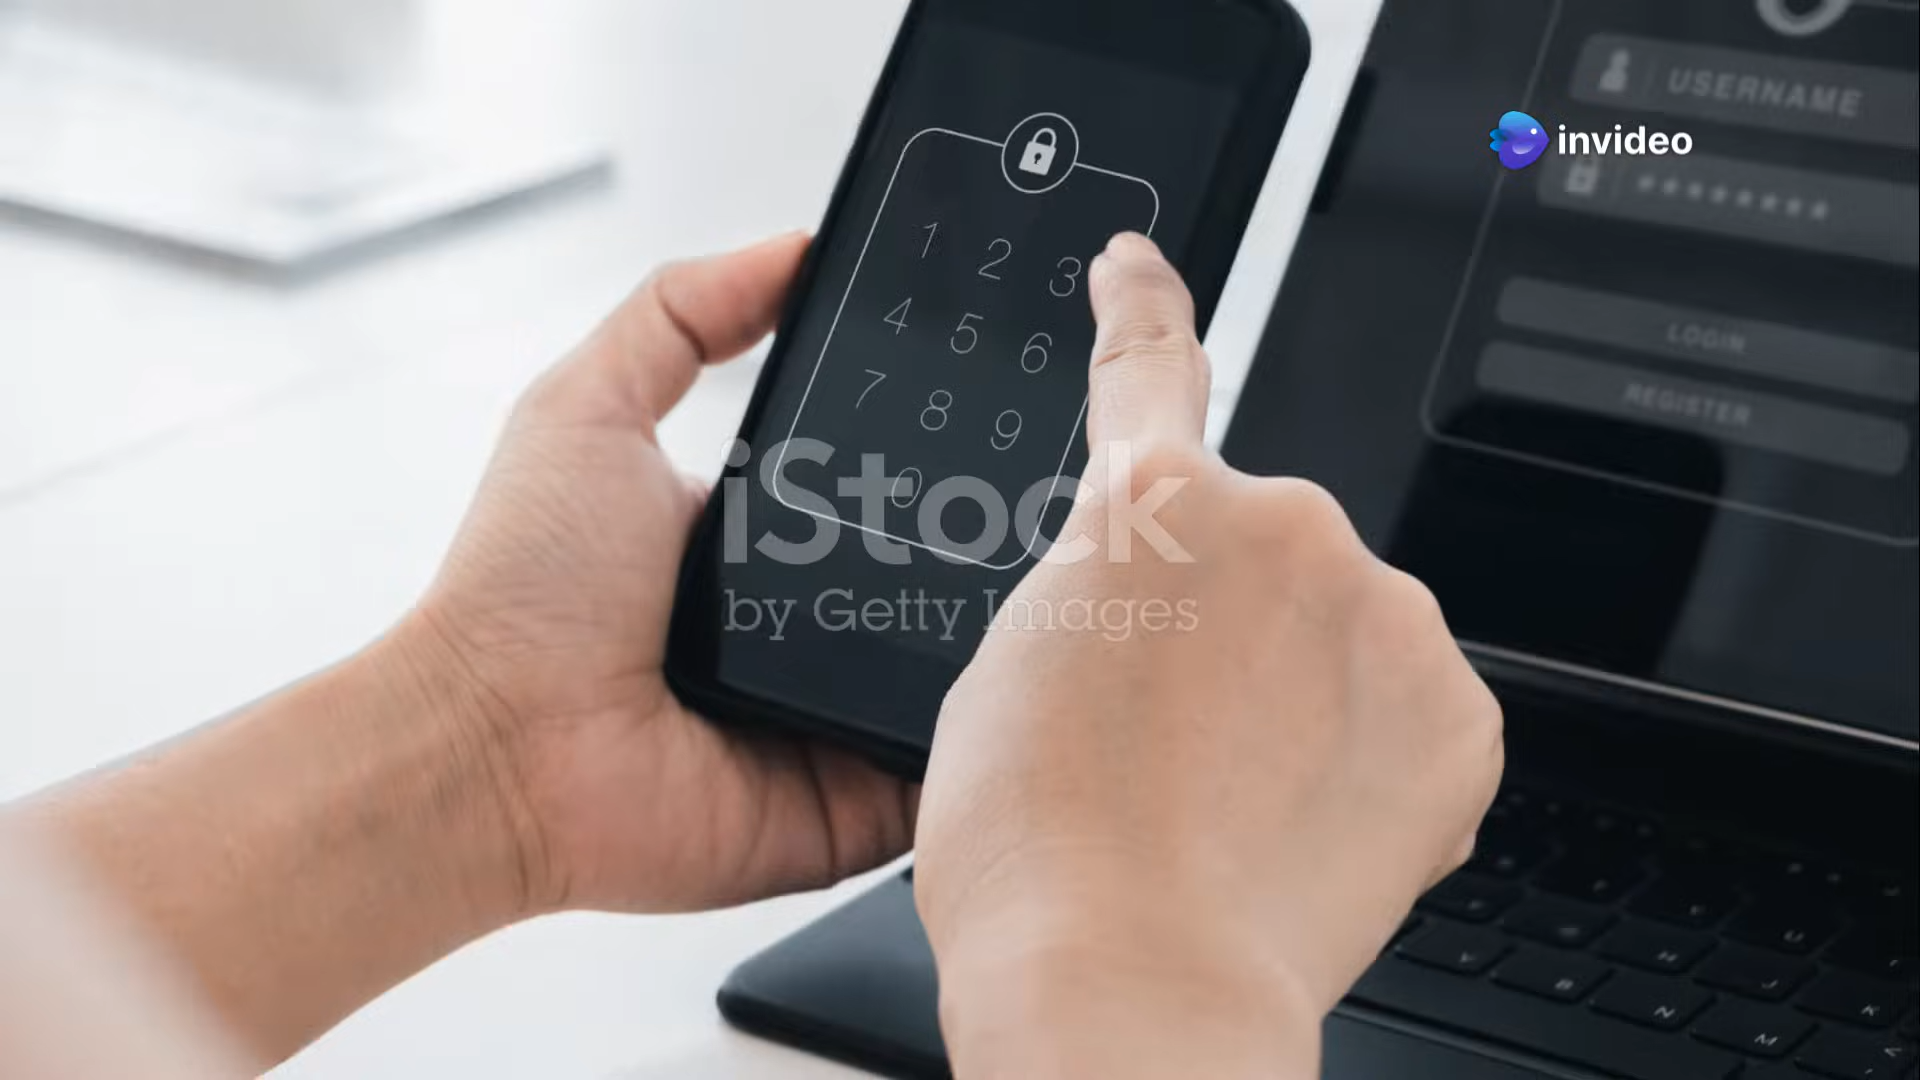 USERNAME
invideo
********
1 2 3
4 5 6
7 8 9
0
LOGIN
REGISTER
iStock
by Getty Images
V B N M
F G H J K
U